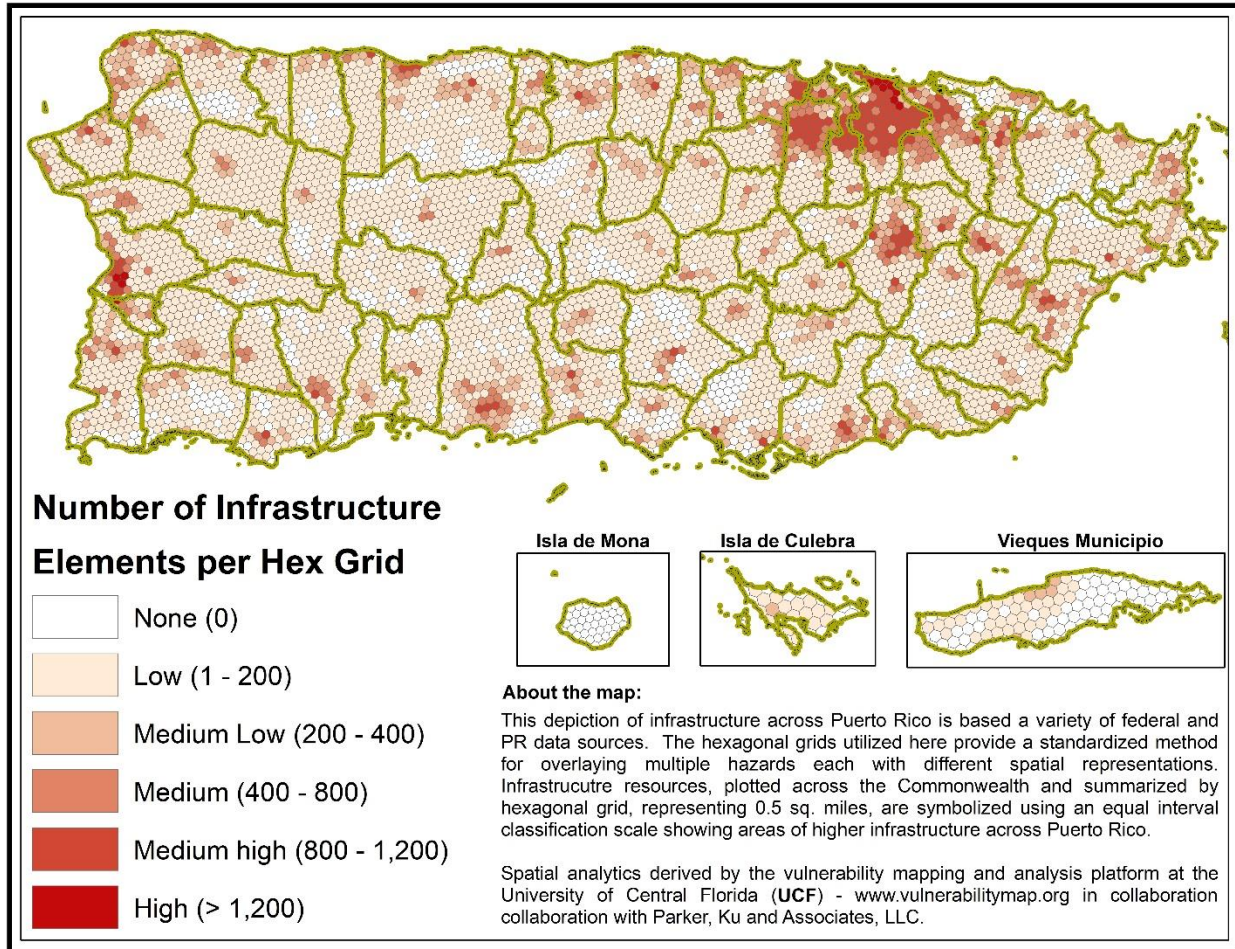 Number of Infrastructure
Elements per Hex Grid
None (0)
Low (1 - 200)
Medium Low (200 - 400)
Medium (400 - 800)
Medium high (800 - 1,200)
High (> 1,200)
Isla de Mona
Isla de Culebra
Vieques Municipio
About the map:
This depiction of infrastructure across Puerto Rico is based a variety of federal and
PR data sources. The hexagonal grids utilized here provide a standardized method
for overlaying multiple hazards each with different spatial representations.
Infrastrucutre resources, plotted across the Commonwealth and summarized by
hexagonal grid, representing 0.5 sq. miles, are symbolized using an equal interval
classification scale showing areas of higher infrastructure across Puerto Rico.
Spatial analytics derived by the vulnerability mapping and analysis platform at the
University of Central Florida (UCF) - www.vulnerabilitymap.org in collaboration
collaboration with Parker, Ku and Associates, LLC.